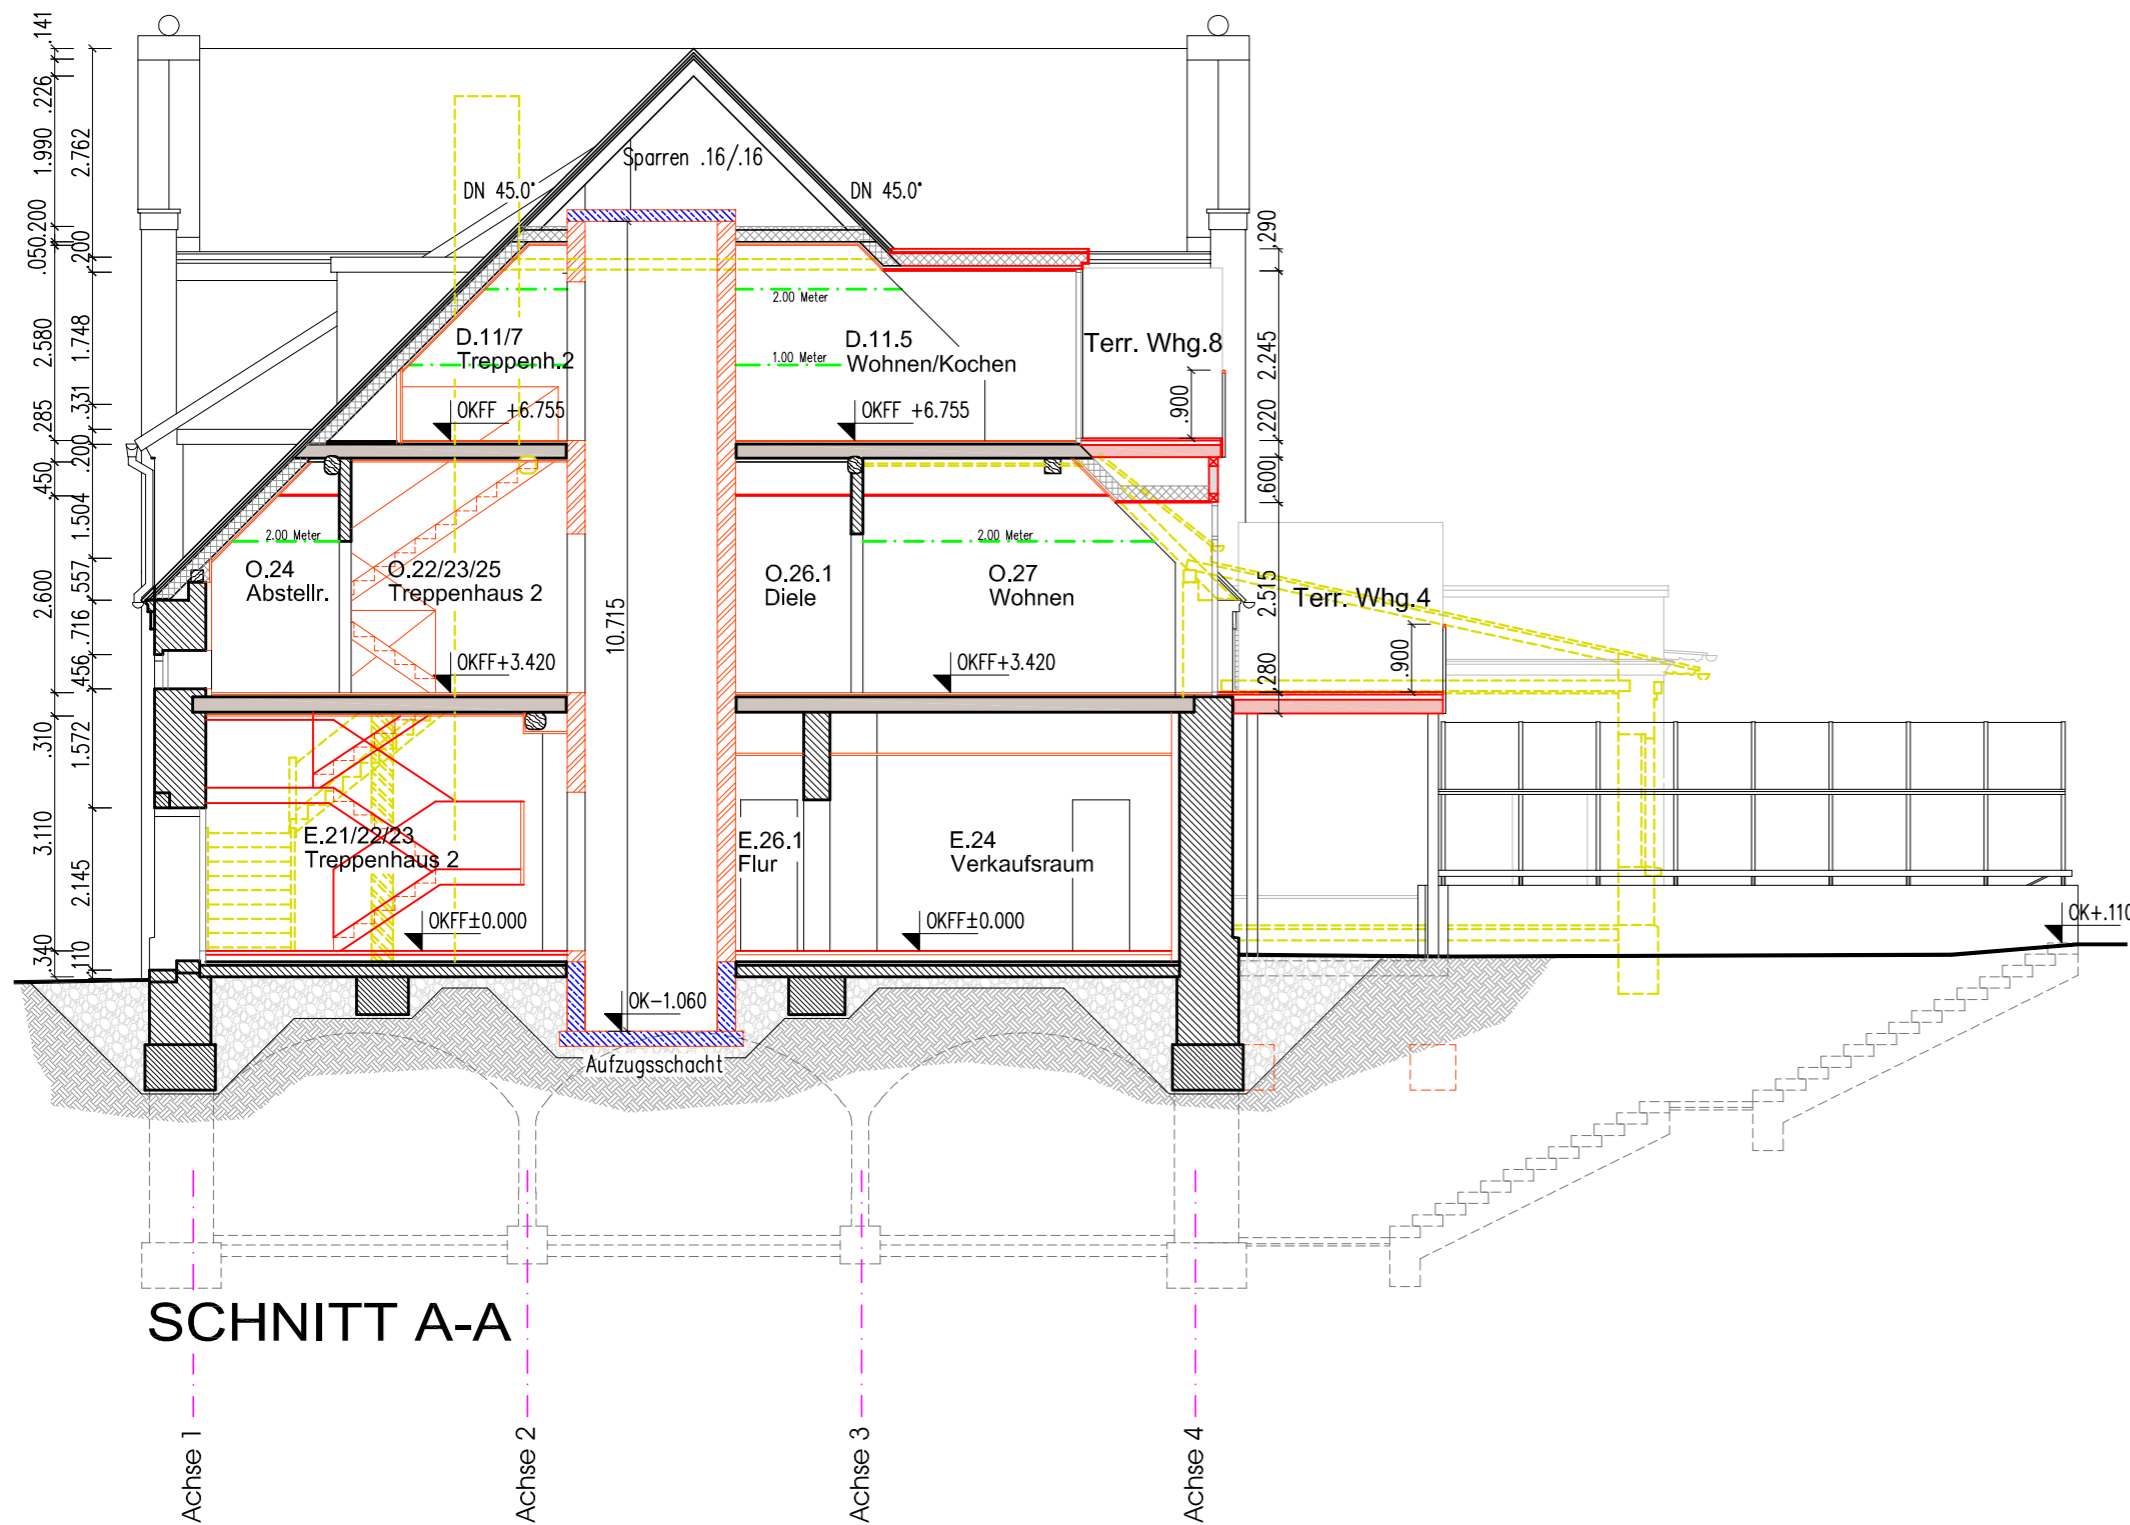 .141
.226
1.990
2.762
.200
.050
.200
2.580
1.748
.285
.331
.200
.450
1.504
2.600
.557
.716
.456
.310
1.572
3.110
2.145
.340
.110
Sparren .16/.16
DN 45.0°
DN 45.0°
.290
2.00 Meter
D.11/7
Treppenh.2
D.11.5
Wohnen/Kochen
1.00 Meter
Terr. Whg.8
2.245
.900
OKFF +6.755
OKFF +6.755
.220
.600
2.00 Meter
2.00 Meter
O.24
Abstellr.
O.22/23/25
Treppenhaus 2
10.715
O.26.1
Diele
O.27
Wohnen
2.515
Terr. Whg.4
.900
OKFF+3.420
OKFF+3.420
.280
E.21/22/23
Treppenhaus 2
E.26.1
Flur
E.24
Verkaufsraum
OKFF±0.000
OKFF±0.000
OK+.110
OK-1.060
Aufzugsschacht
SCHNITT A-A
Achse 1
Achse 2
Achse 3
Achse 4